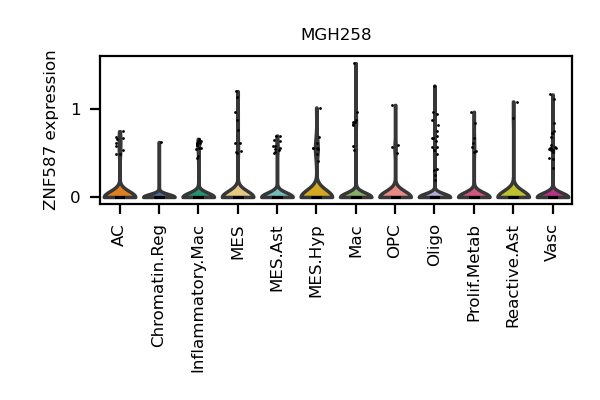 MGH258
ZNF587 expression
1
0
AC
Chromatin.Reg
Inflammatory.Mac
MES
MES.Ast
MES.Hyp
Mac
OPC
Oligo
Prolif.Metab
Reactive.Ast
Vasc